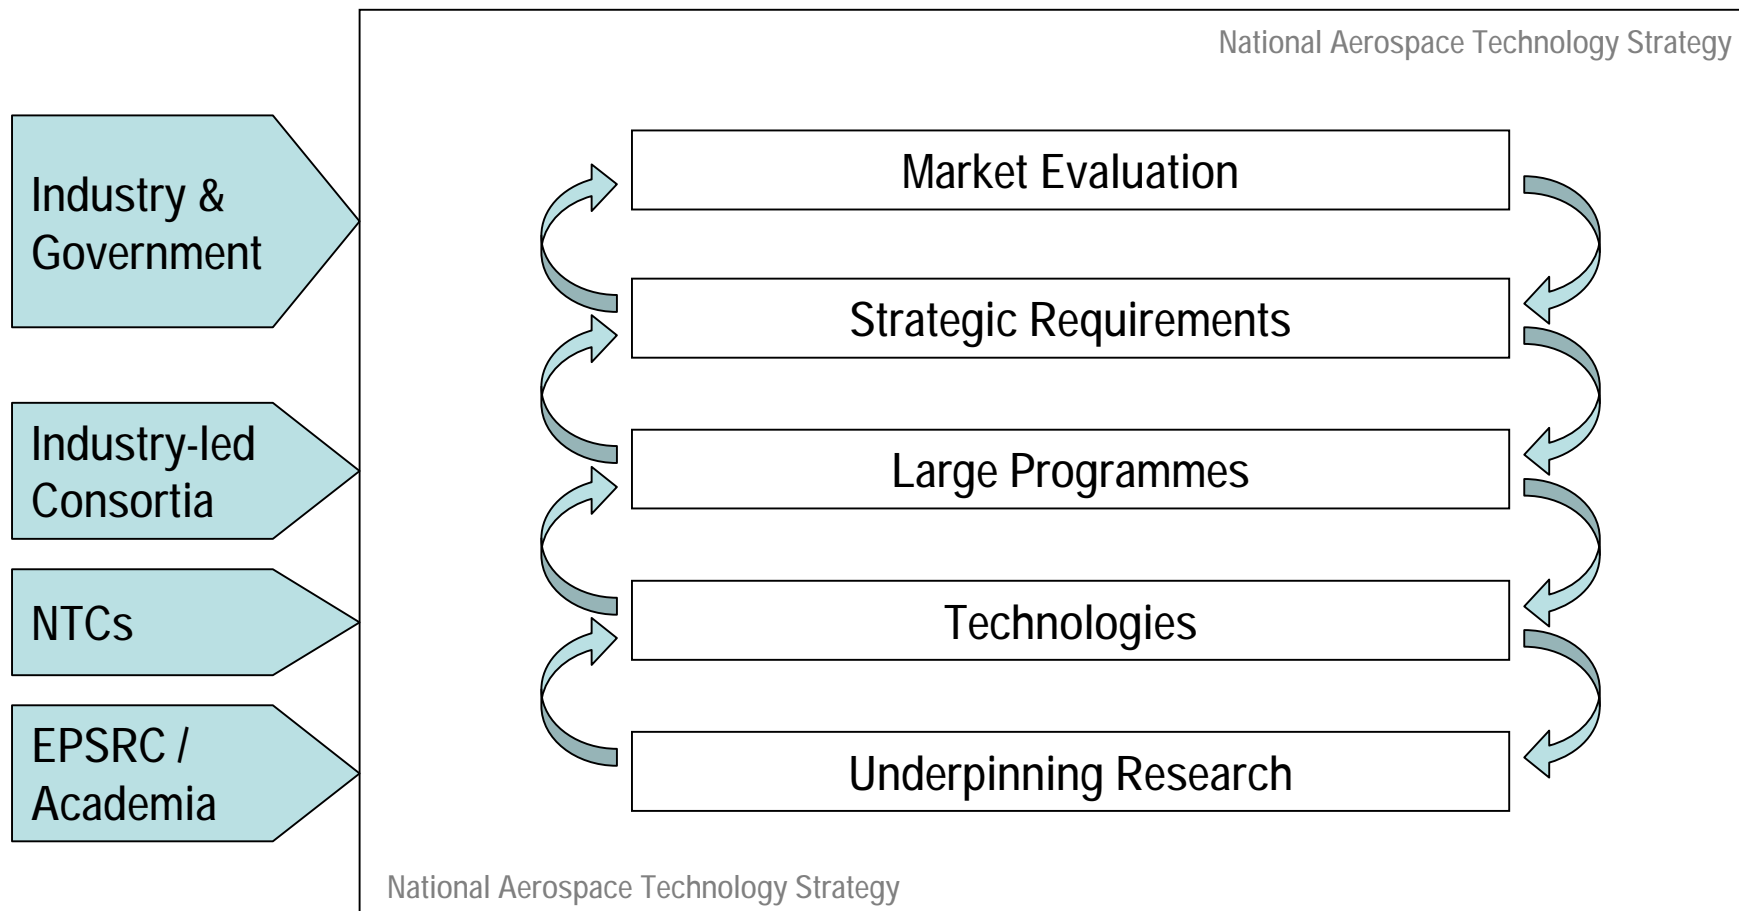 National Aerospace Technology Strategy
Industry &
Government
Industry-led
Consortia
NTCs
EPSRC /
Academia
Market Evaluation
Strategic Requirements
Large Programmes
Technologies
Underpinning Research
National Aerospace Technology Strategy